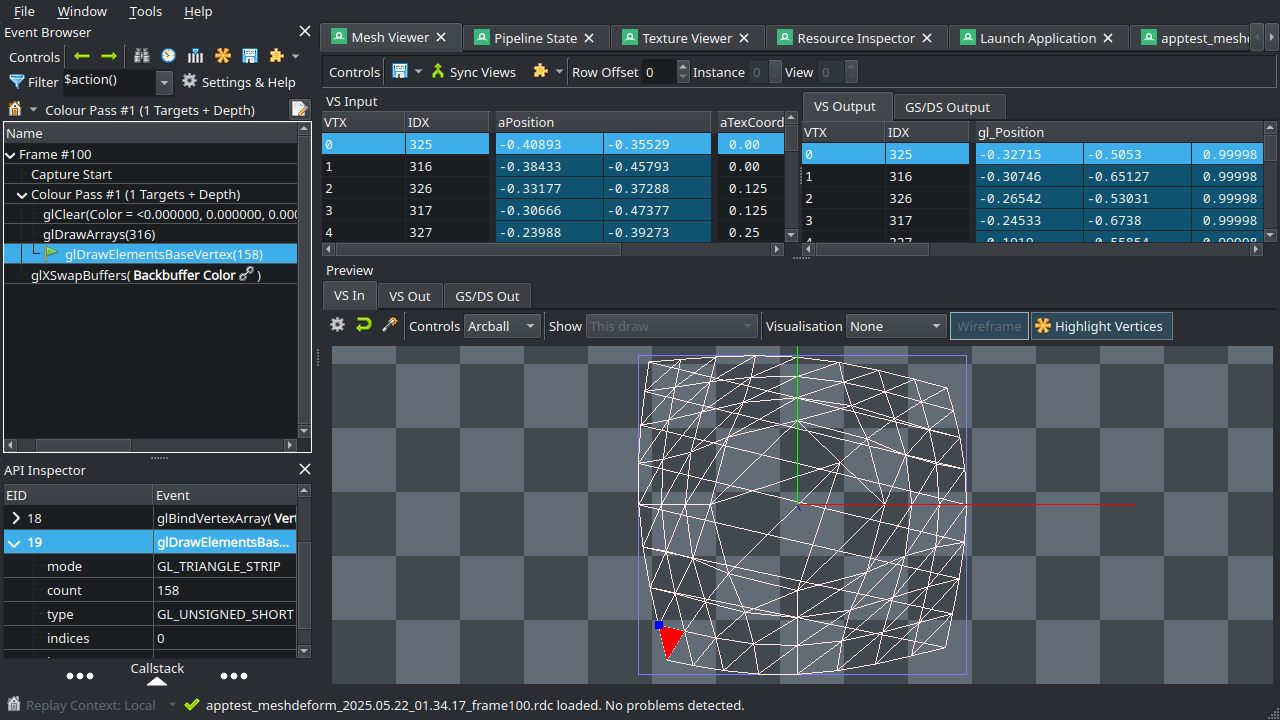 File Window Tools Help
Event Browser
Controls
Filter $action() Settings & Help
Colour Pass #1 (1 Targets + Depth)
Name
Frame #100
Capture Start
Colour Pass #1 (1 Targets + Depth)
glClear(Color = <0.000000, 0.000000, 0.000
glDrawArrays(316)
glDrawElementsBaseVertex(158)
glXSwapBuffers( Backbuffer Color )
API Inspector
EID Event
18 glBindVertexArray( Vert
19 glDrawElementsBas...
mode GL_TRIANGLE_STRIP
count 158
type GL_UNSIGNED_SHORT
indices 0
Callstack
Mesh Viewer Pipeline State Texture Viewer Resource Inspector Launch Application apptest_meshd
Controls Sync Views Row Offset 0 Instance 0 View 0
VS Input
VTX IDX aPosition aTexCoord
0 325 -0.40893 -0.35529 0.00
1 316 -0.38433 -0.45793 0.00
2 326 -0.33177 -0.37288 0.125
3 317 -0.30666 -0.47377 0.125
4 327 -0.23988 -0.39273 0.25
VS Output GS/DS Output
VTX IDX gl_Position
0 325 -0.32715 -0.5053 0.99998
1 316 -0.30746 -0.65127 0.99998
2 326 -0.26542 -0.53031 0.99998
3 317 -0.24533 -0.6738 0.99998
4 327 -0.1919 -0.55854 0.99998
Preview
VS In VS Out GS/DS Out
Controls Arcball Show This draw Visualisation None Wireframe Highlight Vertices
Replay Context: Local apptest_meshdeform_2025.05.22_01.34.17_frame100.rdc loaded. No problems detected.